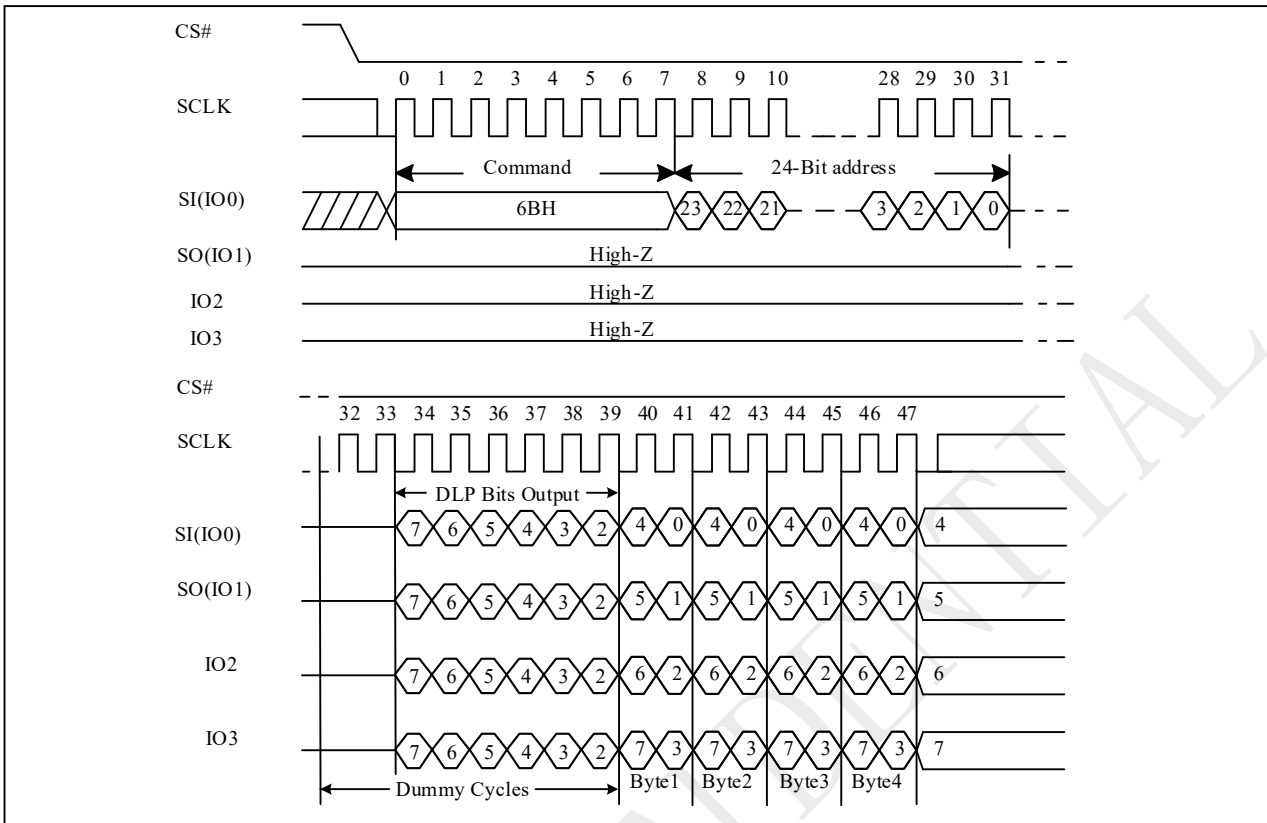 CS#
0 1 2 3 4 5 6 7 8 9 10 28 29 30 31
SCLK
Command 24-Bit address
SI(IO0) 6BH 23 22 21 3 2 1 0
SO(IO1) High-Z
IO2 High-Z
IO3 High-Z
CS#
32 33 34 35 36 37 38 39 40 41 42 43 44 45 46 47
SCLK
DLP Bits Output
SI(IO0) 7 6 5 4 3 2 4 0 4 0 4 0 4 0 4
SO(IO1) 7 6 5 4 3 2 5 1 5 1 5 1 5 1 5
IO2 7 6 5 4 3 2 6 2 6 2 6 2 6 2 6
IO3 7 6 5 4 3 2 7 3 7 3 7 3 7 3 7
Dummy Cycles Byte1 Byte2 Byte3 Byte4